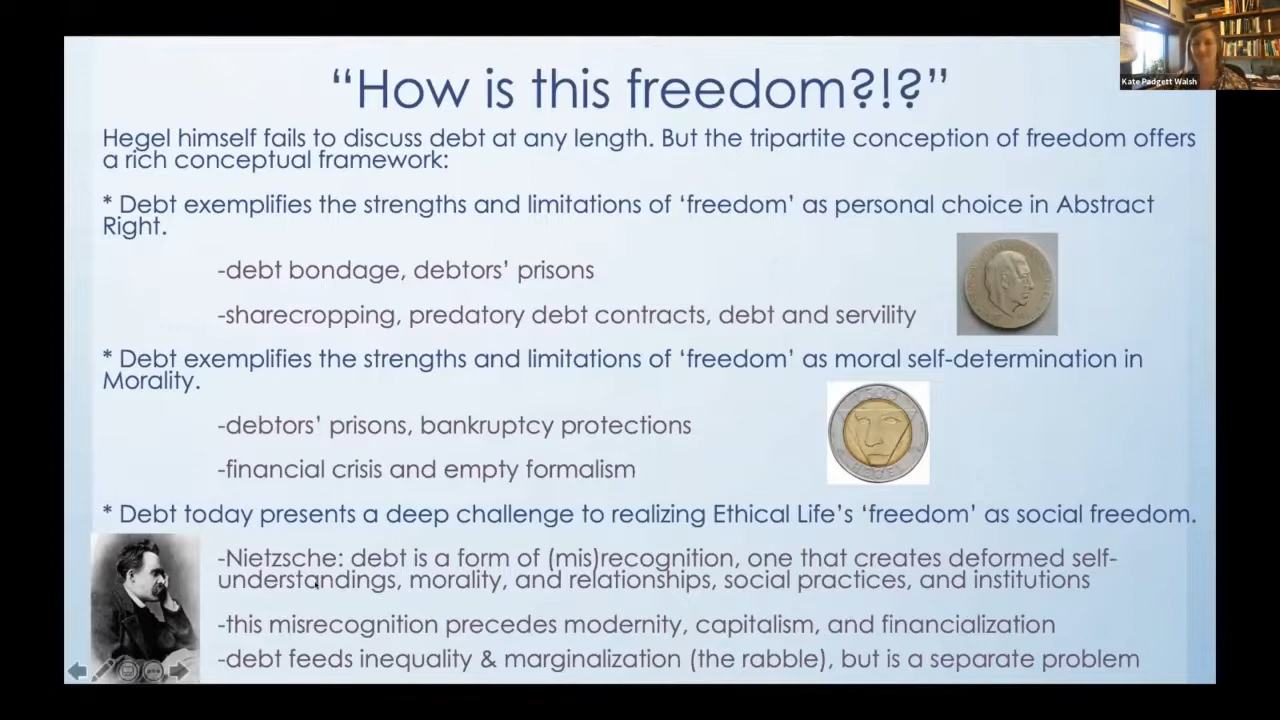 Kate Padgett Walsh
“How is this freedom?!?”
Hegel himself fails to discuss debt at any length. But the tripartite conception of freedom offers
a rich conceptual framework:
* Debt exemplifies the strengths and limitations of ‘freedom’ as personal choice in Abstract
Right.
-debt bondage, debtors’ prisons
-sharecropping, predatory debt contracts, debt and servility
* Debt exemplifies the strengths and limitations of ‘freedom’ as moral self-determination in
Morality.
-debtors’ prisons, bankruptcy protections
-financial crisis and empty formalism
* Debt today presents a deep challenge to realizing Ethical Life’s ‘freedom’ as social freedom.
-Nietzsche: debt is a form of (mis)recognition, one that creates deformed self-
understandings, morality, and relationships, social practices, and institutions
-this misrecognition precedes modernity, capitalism, and financialization
-debt feeds inequality & marginalization (the rabble), but is a separate problem